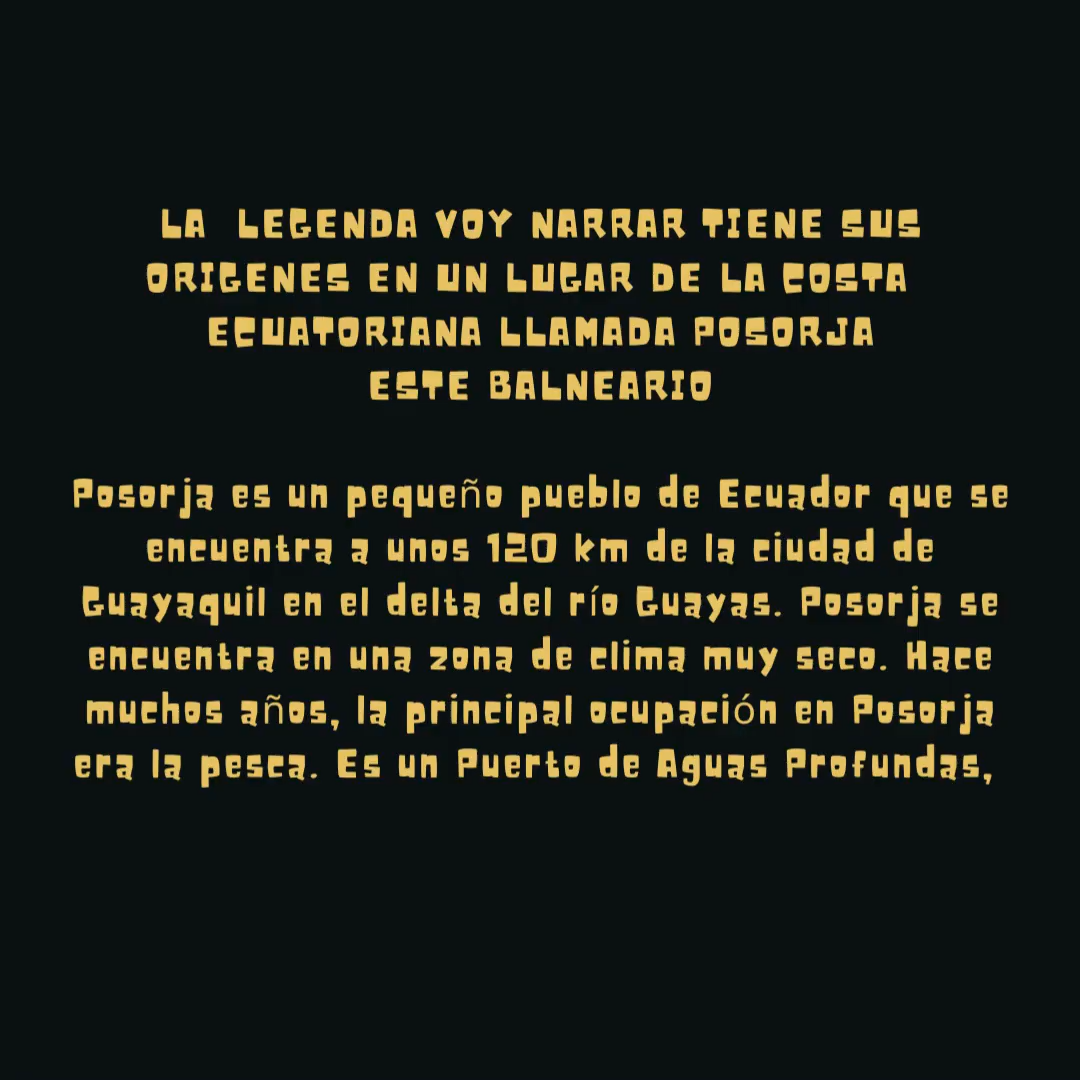 LA LEGENDA VOY NARRAR TIENE SUS
ORIGENES EN UN LUGAR DE LA COSTA
ECUATORIANA LLAMADA POSORJA
ESTE BALNEARIO
Posorja es un pequeño pueblo de Ecuador que se
encuentra a unos 120 km de la ciudad de
Guayaquil en el delta del río Guayas. Posorja se
encuentra en una zona de clima muy seco. Hace
muchos años, la principal ocupación en Posorja
era la pesca. Es un Puerto de Aguas Profundas,